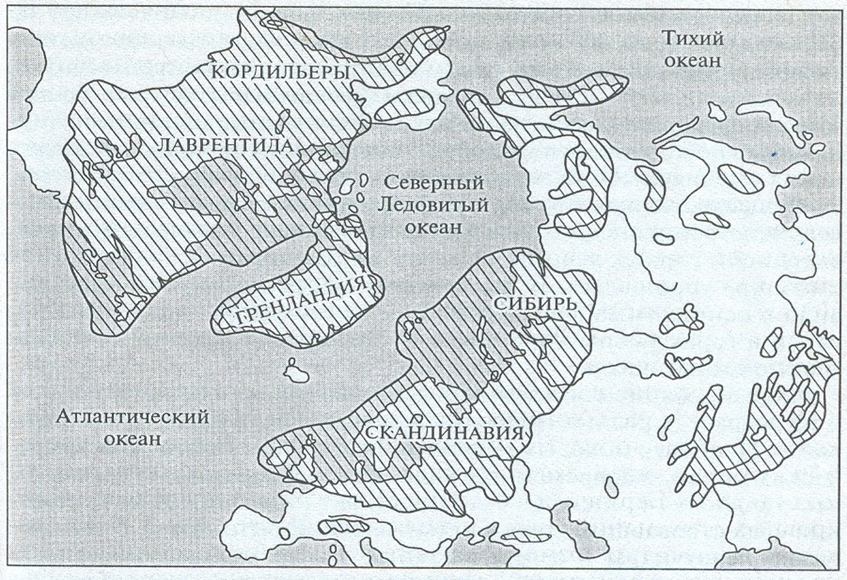 Тихий
океан
КОРДИЛЬЕРЫ
ЛАВРЕНТИДА
Северный
Ледовитый
океан
ГРЕНЛАНДИЯ
СИБИРЬ
Атлантический
океан
СКАНДИНАВИЯ